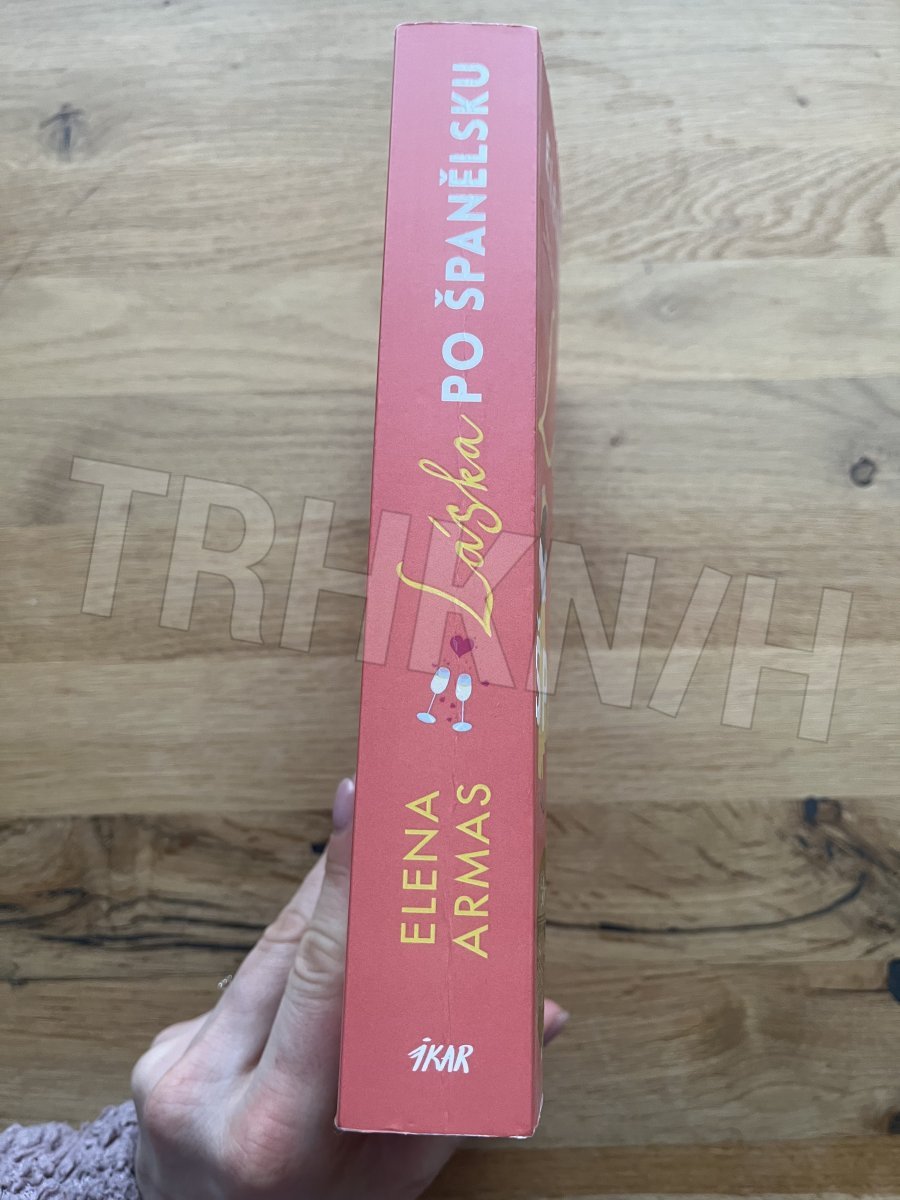 Láska PO ŠPANĚLSKU
ELENA
ARMAS
IKAR
TRHKNIH